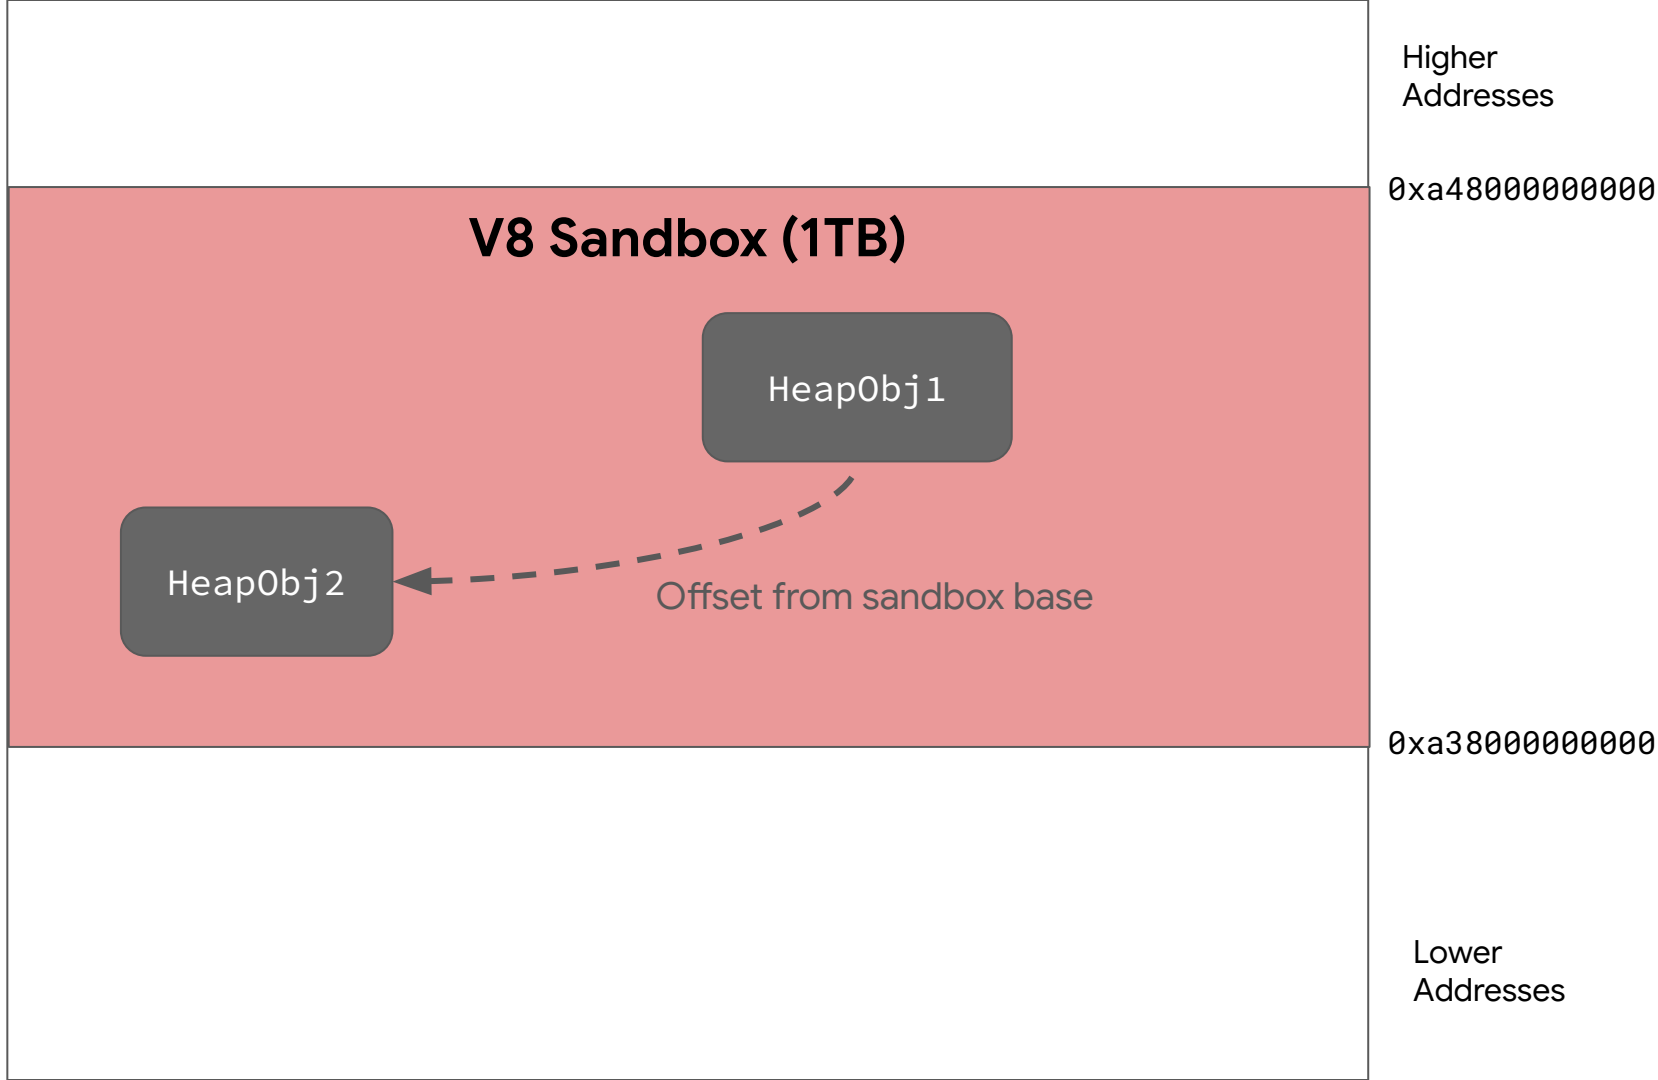 Higher
Addresses
0xa48000000000
V8 Sandbox (1TB)
HeapObj1
HeapObj2
Offset from sandbox base
0xa38000000000
Lower
Addresses